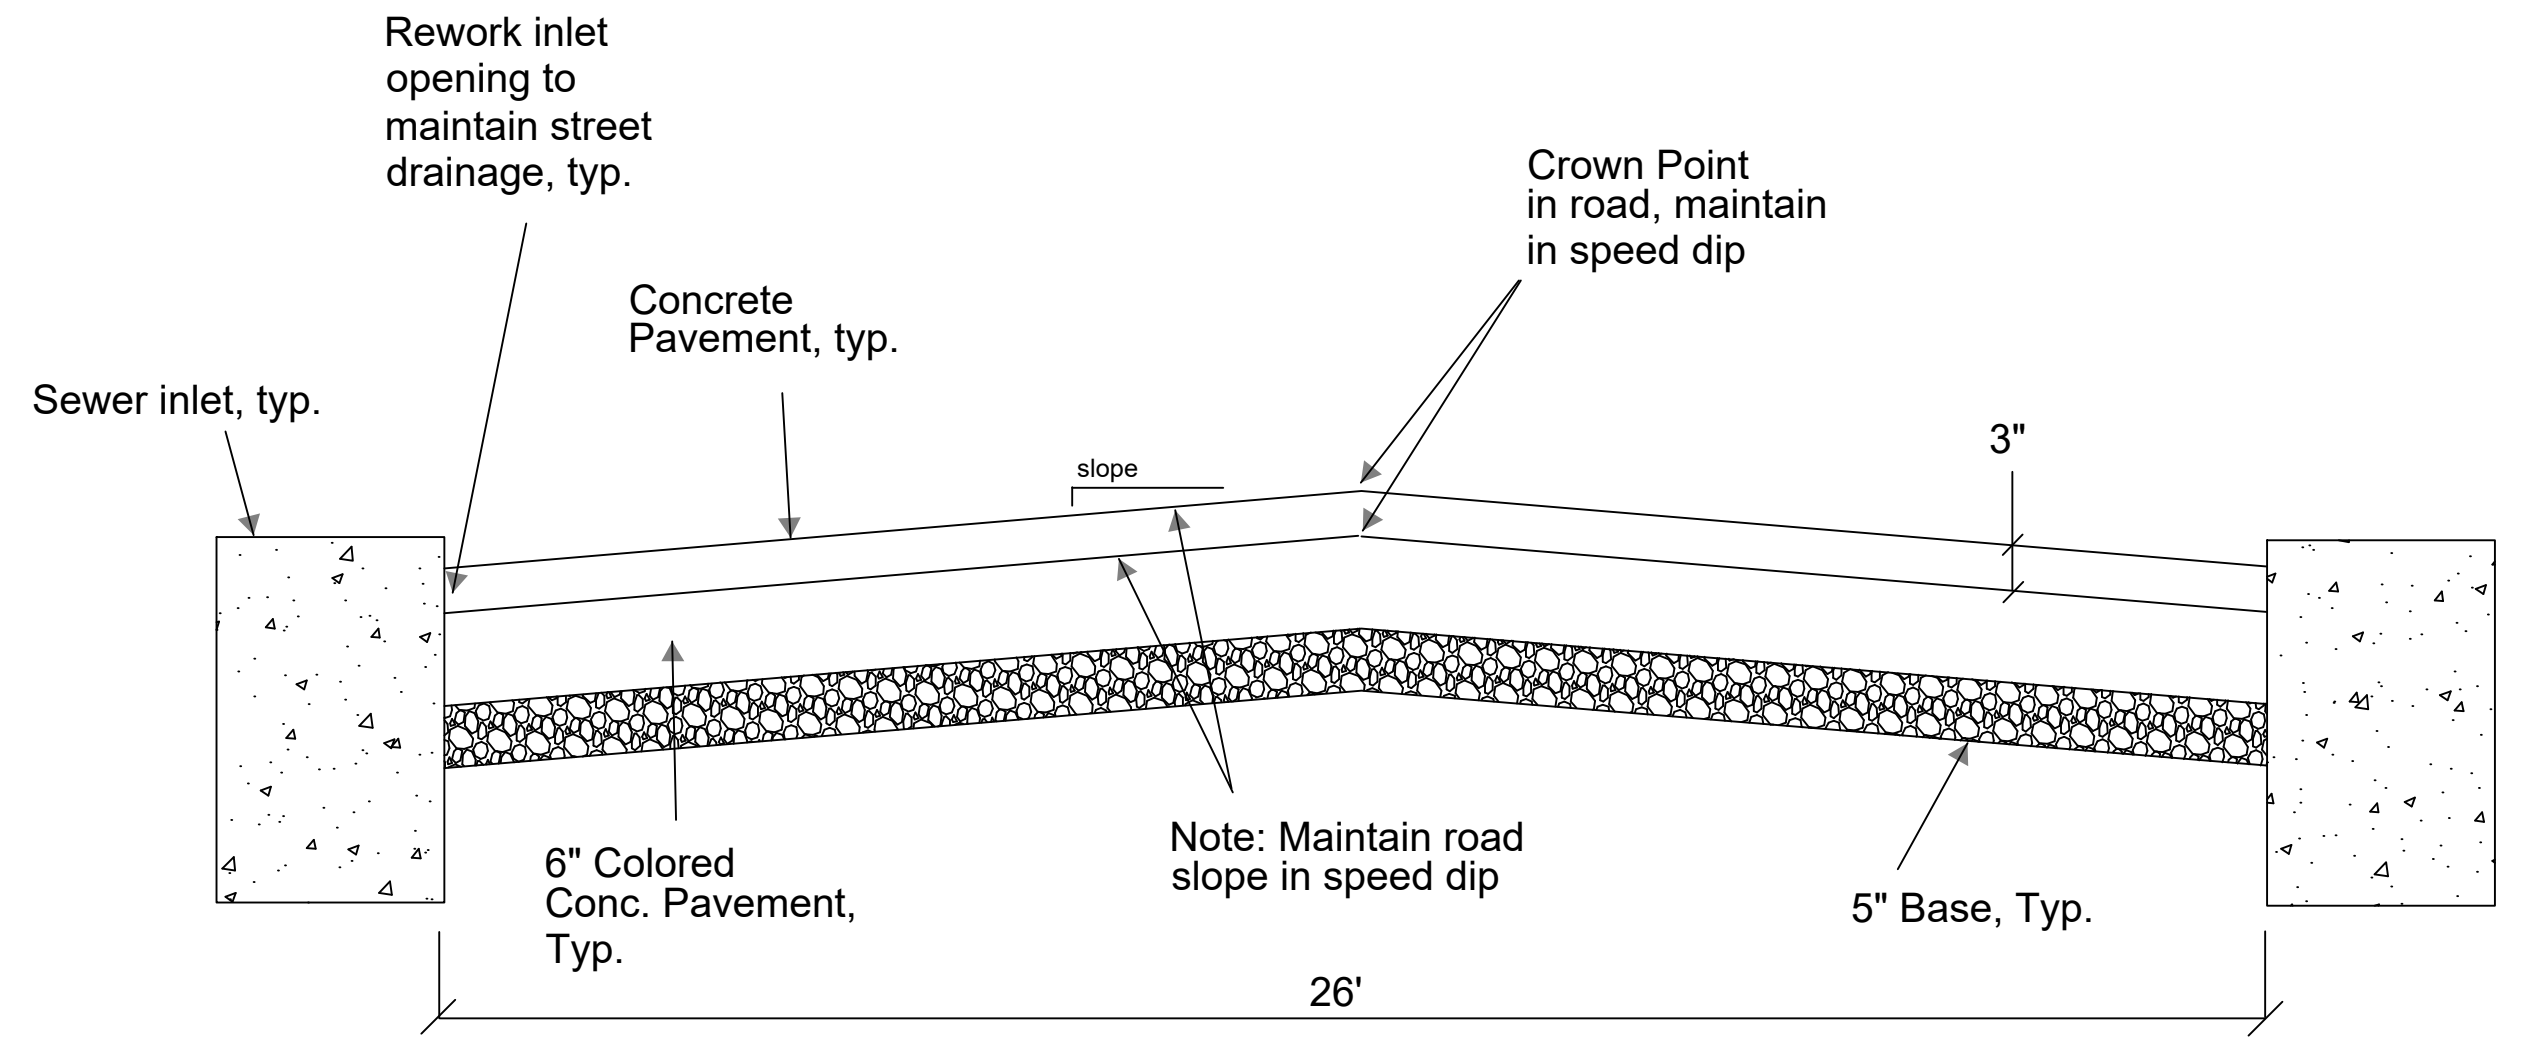 Rework inlet
opening to
maintain street
drainage, typ.
Crown Point
in road, maintain
in speed dip
Concrete
Pavement, typ.
Sewer inlet, typ.
3"
slope
Note: Maintain road
slope in speed dip
6" Colored
Conc. Pavement,
Typ.
5" Base, Typ.
26'